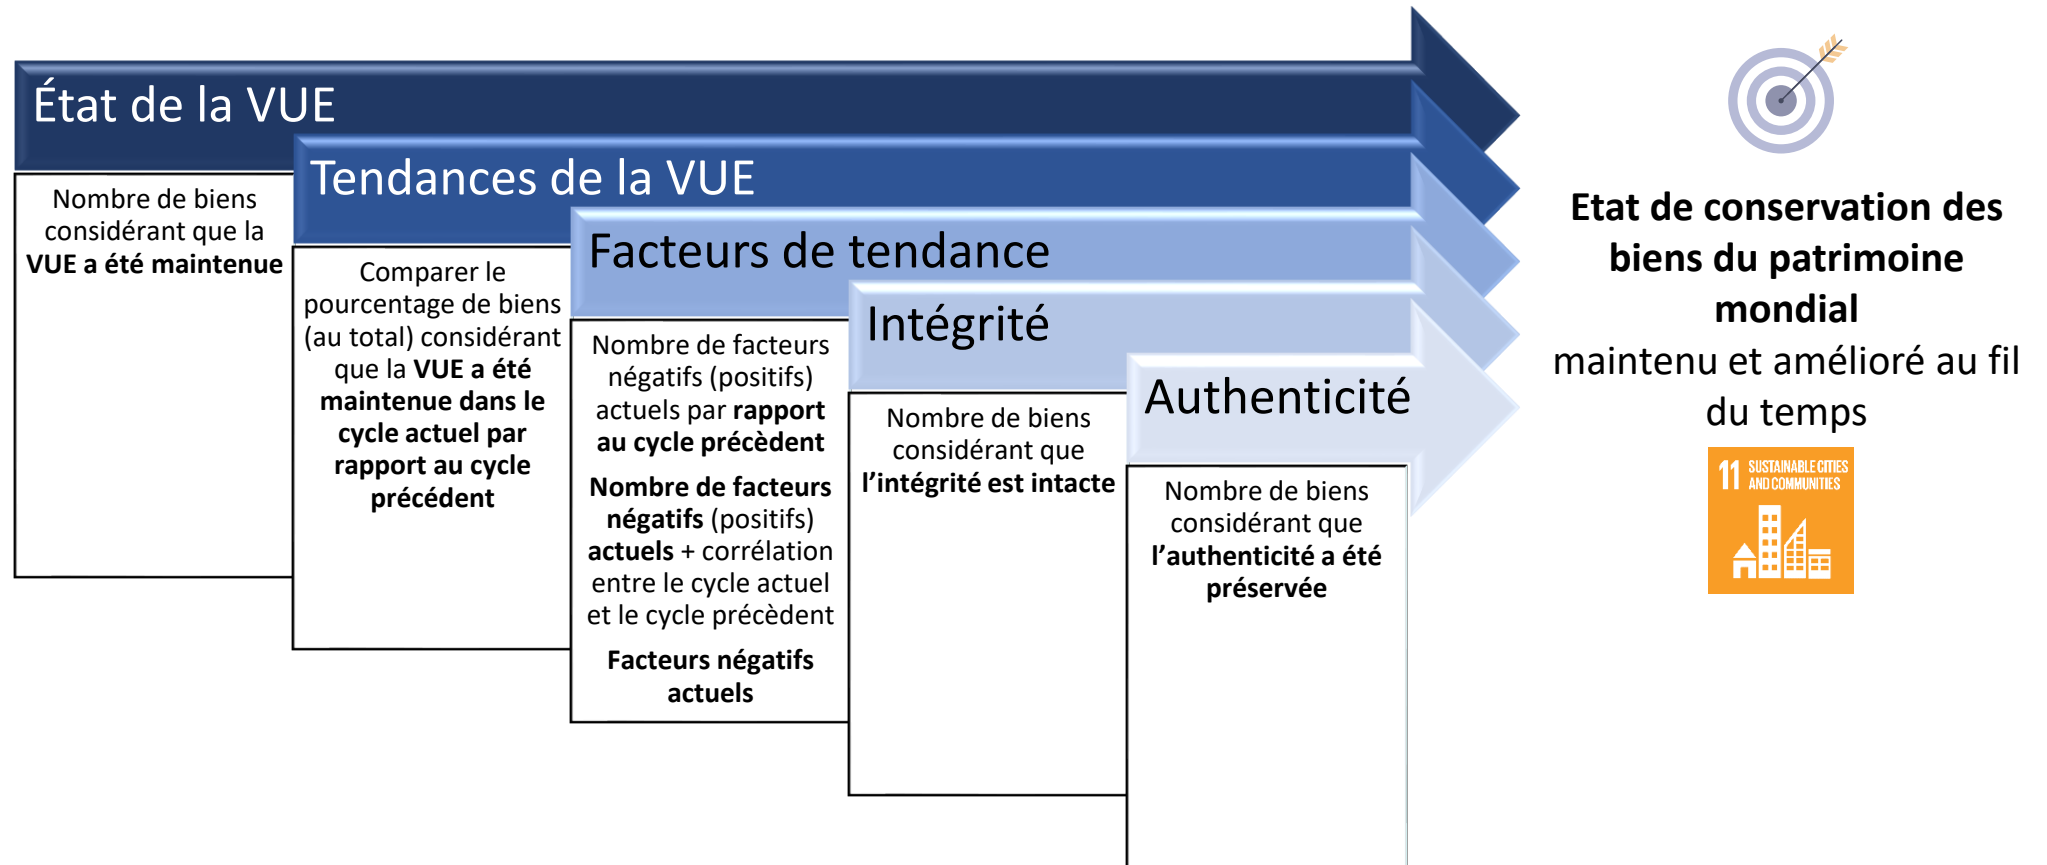 État de la VUE
Nombre de biens
considérant que la
VUE a été maintenue
Tendances de la VUE
Comparer le
pourcentage de biens
(au total) considérant
que la VUE a été
maintenue dans le
cycle actuel par
rapport au cycle
précédent
Facteurs de tendance
Nombre de facteurs
négatifs (positifs)
actuels par rapport
au cycle précèdent
Nombre de facteurs
négatifs (positifs)
actuels + corrélation
entre le cycle actuel
et le cycle précèdent
Facteurs négatifs
actuels
Intégrité
Nombre de biens
considérant que
l’intégrité est intacte
Authenticité
Nombre de biens
considérant que
l’authenticité a été
préservée
Etat de conservation des
biens du patrimoine
mondial
maintenu et amélioré au fil
du temps
11 SUSTAINABLE CITIES
AND COMMUNITIES